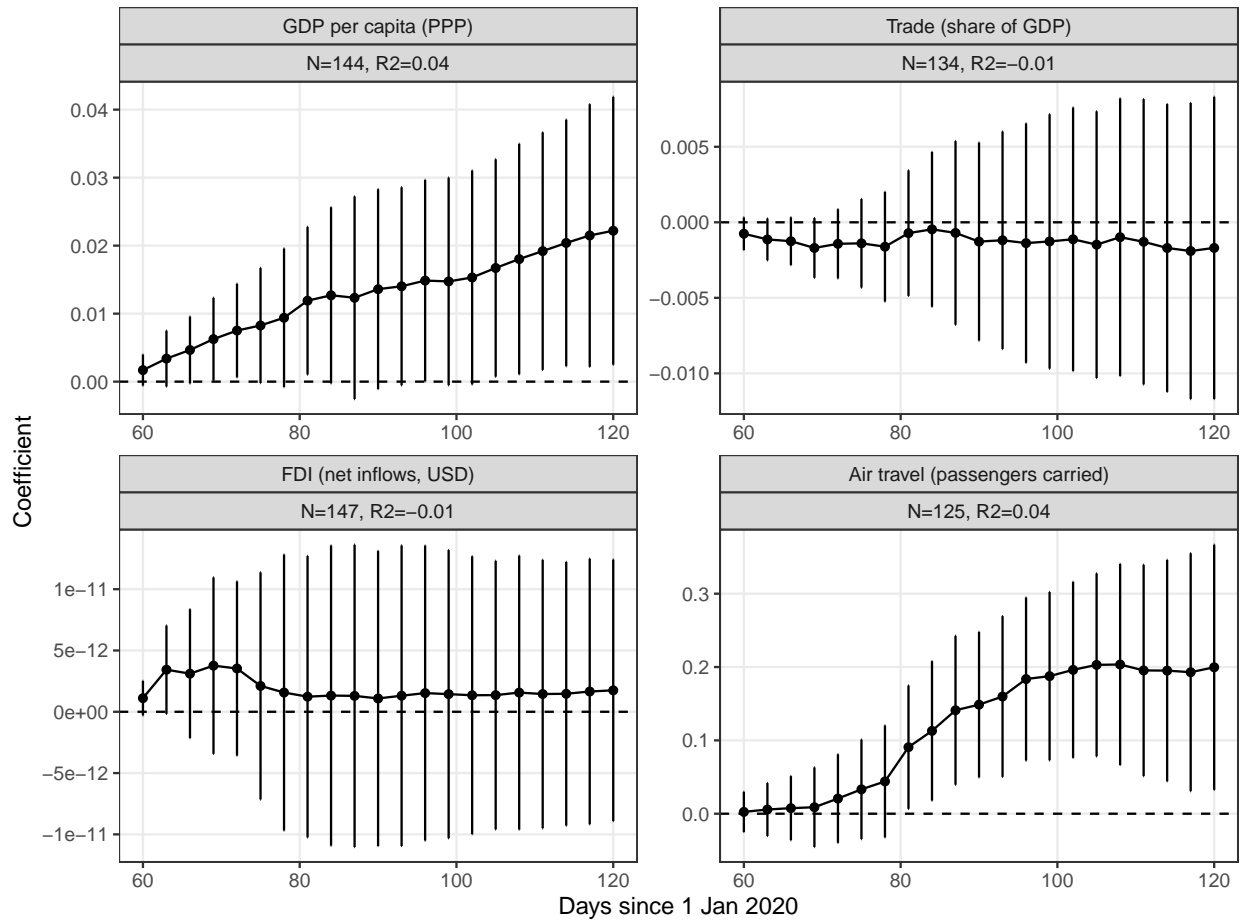 GDP per capita (PPP)
N=144, R2=0.04
0.04
0.03
0.02
0.01
0.00
60
80
100
120
Trade (share of GDP)
N=134, R2=−0.01
0.005
0.000
−0.005
−0.010
60
80
100
120
FDI (net inflows, USD)
N=147, R2=−0.01
1e−11
5e−12
0e+00
−5e−12
−1e−11
60
80
100
120
Air travel (passengers carried)
N=125, R2=0.04
0.3
0.2
0.1
0.0
60
80
100
120
Coefficient
Days since 1 Jan 2020